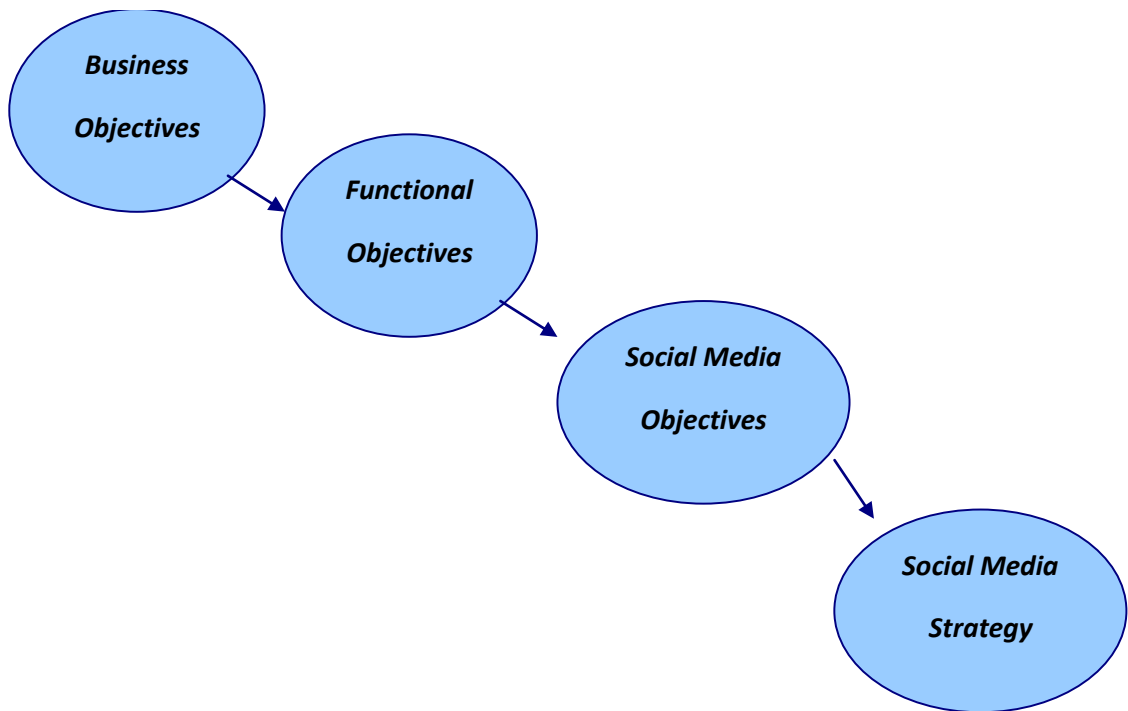 Business
Objectives
Functional
Objectives
Social Media
Objectives
Social Media
Strategy